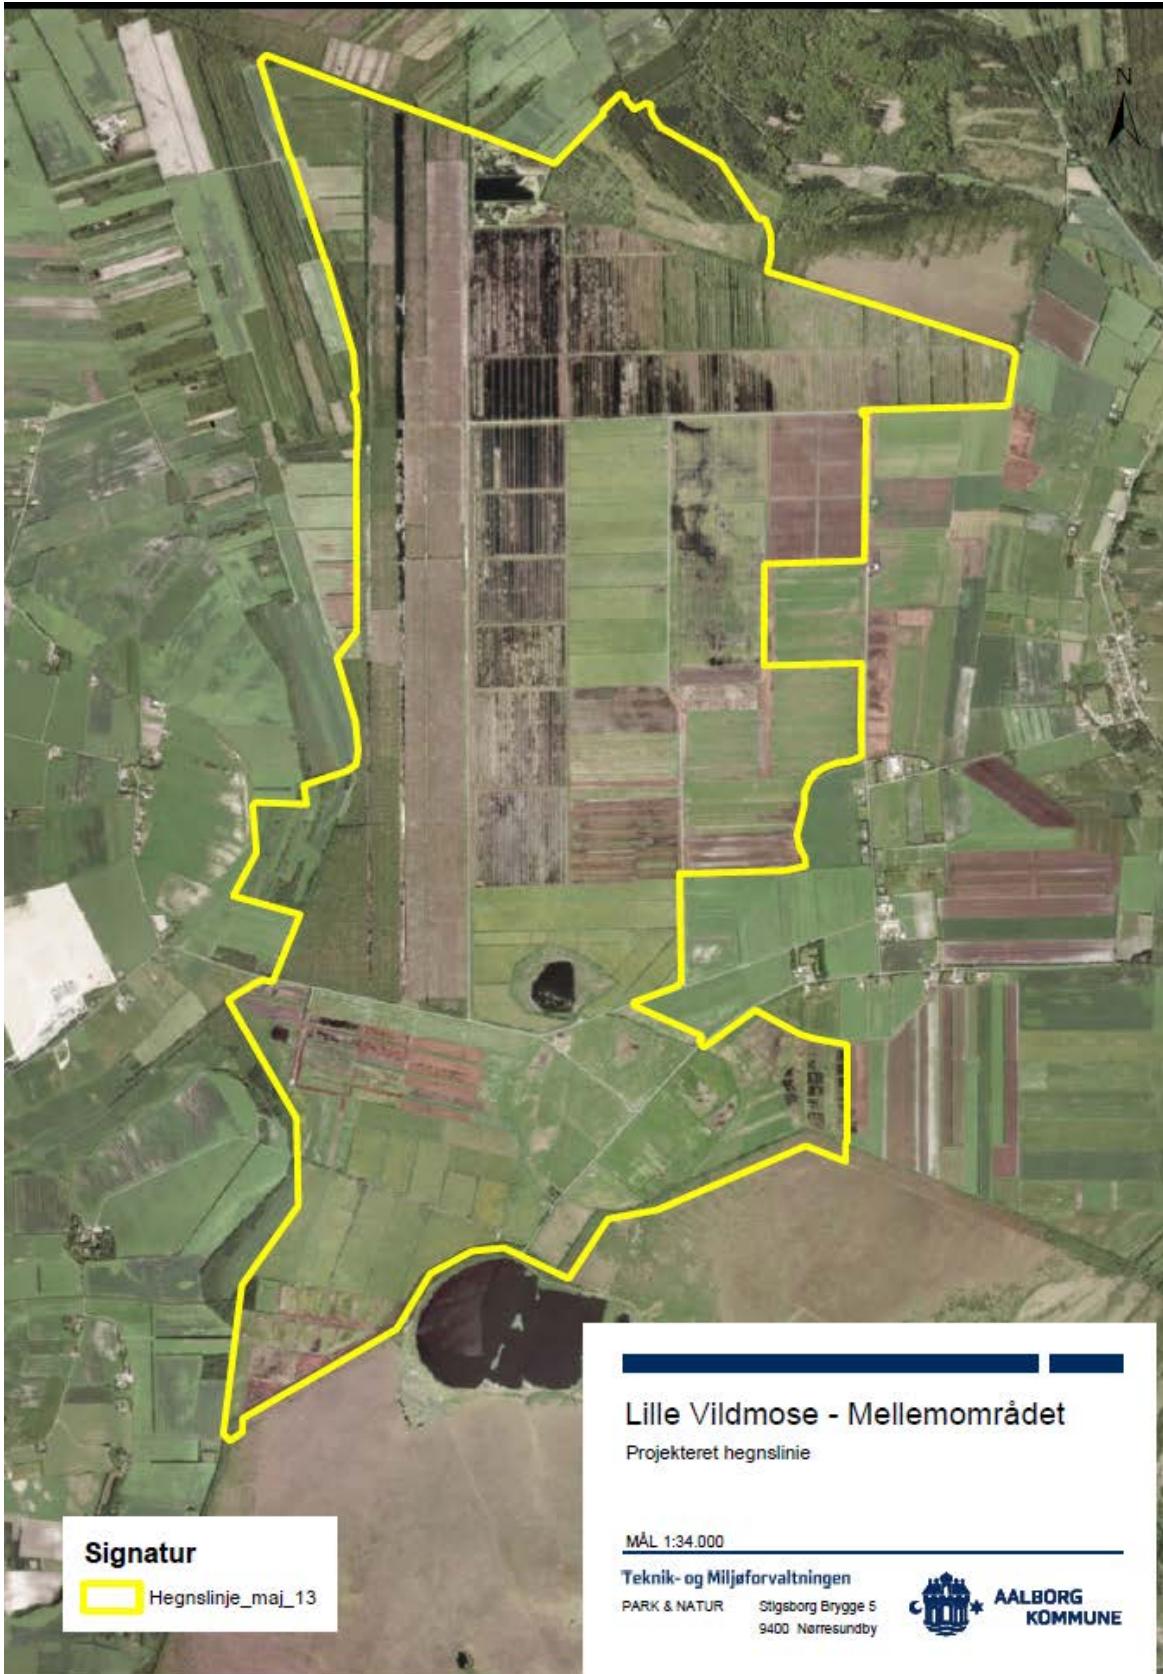 N
Lille Vildmose - Mellemområdet
Projekteret hegnslinie
MÅL 1:34.000
Teknik- og Miljøforvaltningen
PARK & NATUR
Stigsborg Brygge 5
9400 Nørresundby
AALBORG
KOMMUNE
Signatur
Hegnslinje_maj_13